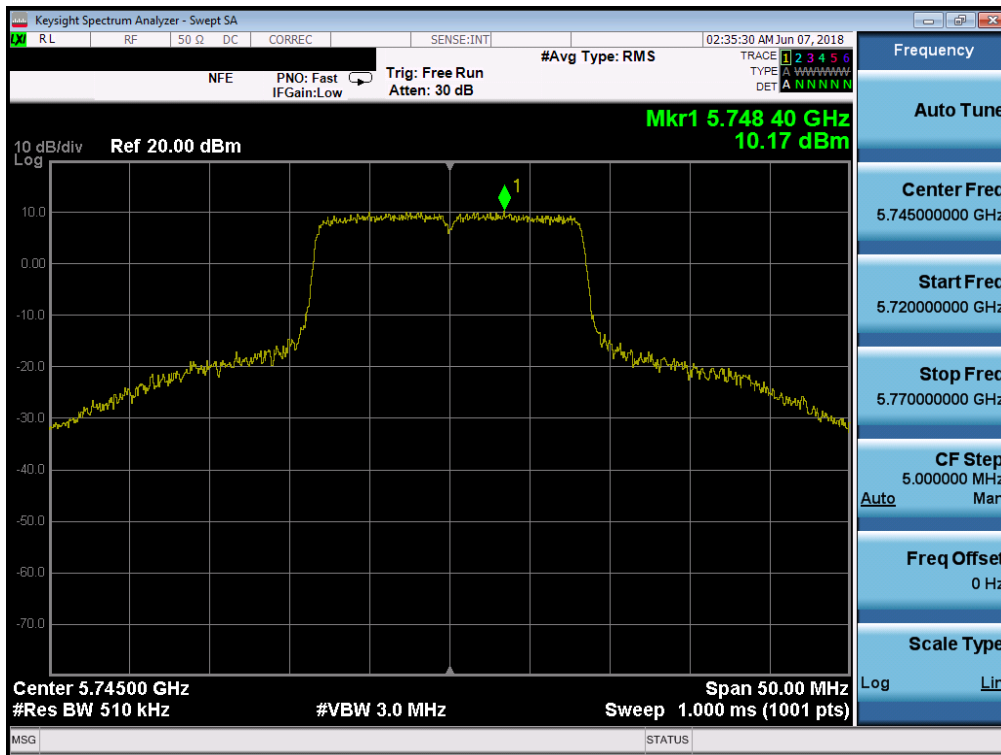 Keysight Spectrum Analyzer - Swept SA
LXI RL RF 50 Ω DC CORREC SENSE:INT 02:35:30 AM Jun 07, 2018
NFE PNO: Fast Trig: Free Run #Avg Type: RMS TRACE 1 2 3 4 5 6
IFGain:Low Atten: 30 dB TYPE A WWWWW
DET A N N N N N
Mkr1 5.748 40 GHz
10.17 dBm
10 dB/div Ref 20.00 dBm
Log
1
10.0
0.00
-10.0
-20.0
-30.0
-40.0
-50.0
-60.0
-70.0
Center 5.74500 GHz Span 50.00 MHz
#Res BW 510 kHz #VBW 3.0 MHz Sweep 1.000 ms (1001 pts)
MSG STATUS
Frequency
Auto Tune
Center Freq
5.745000000 GHz
Start Freq
5.720000000 GHz
Stop Freq
5.770000000 GHz
CF Step
5.000000 MHz
Auto Man
Freq Offset
0 Hz
Scale Type
Log Lin